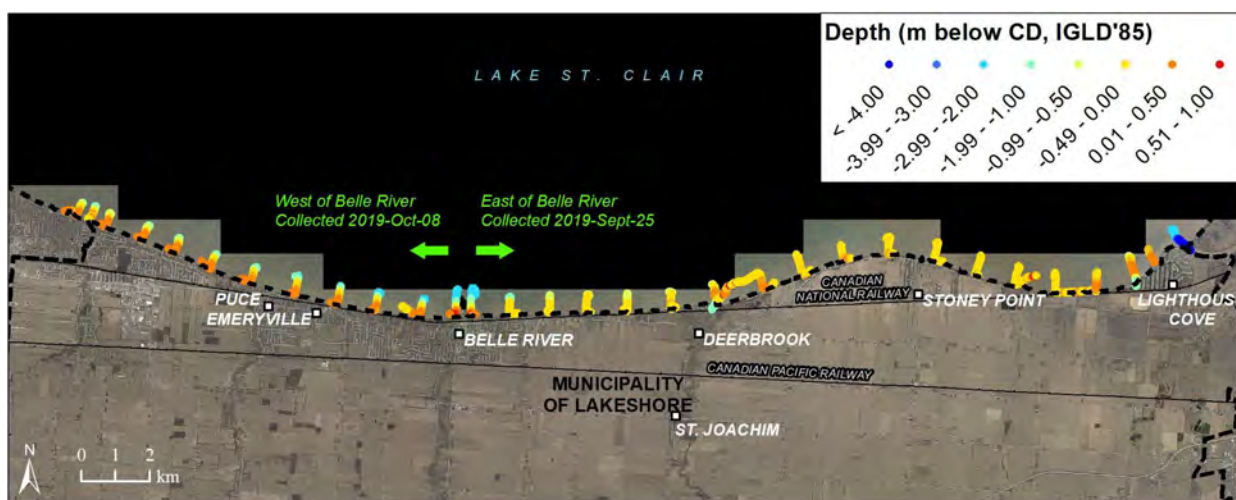 Depth (m below CD, IGLD'85)
< -4.00
-3.99 - -3.00
-2.99 - -2.00
-1.99 - -1.00
-0.99 - -0.50
-0.49 - 0.00
0.01 - 0.50
0.51 - 1.00
LAKE ST. CLAIR
West of Belle River
Collected 2019-Oct-08
East of Belle River
Collected 2019-Sept-25
PUCE
EMERYVILLE
BELLE RIVER
DEERBROOK
CANADIAN
NATIONAL RAILWAY
STONEY POINT
LIGHTHOUSE
COVE
CANADIAN PACIFIC RAILWAY
MUNICIPALITY
OF LAKESHORE
ST. JOACHIM
N
0 1 2
km